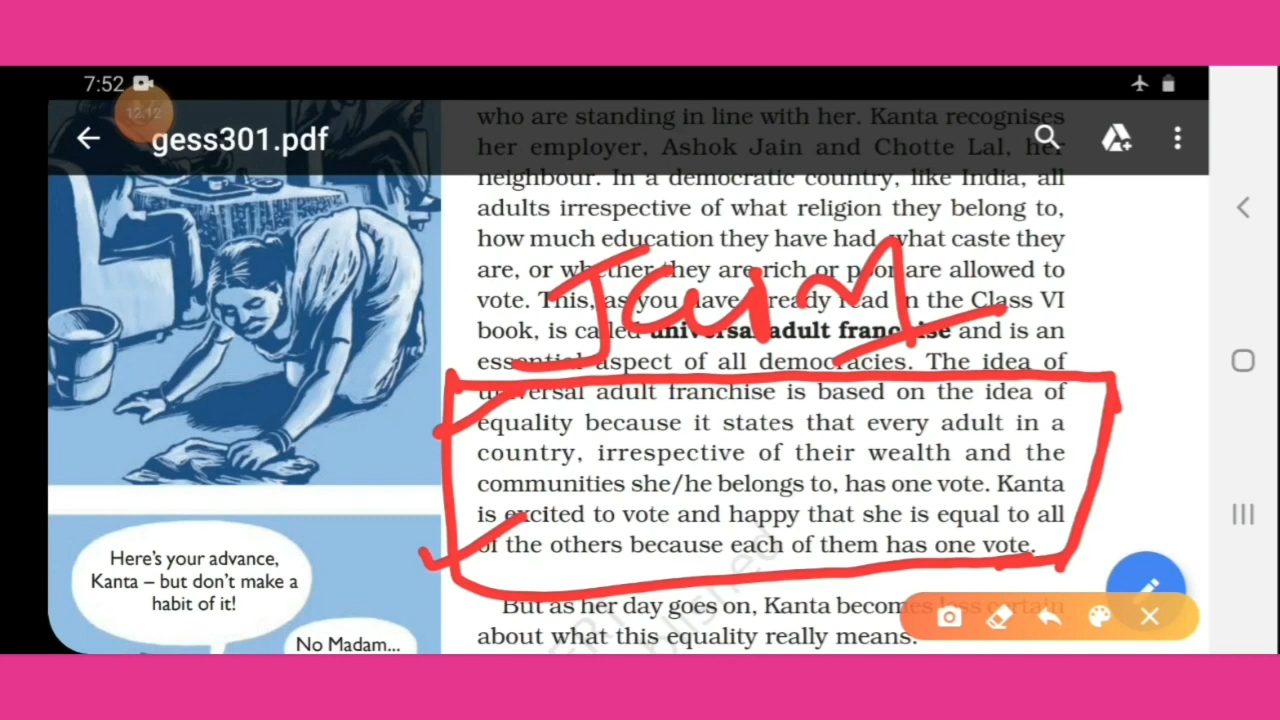 7:52
12:12
gess301.pdf
who are standing in line with her. Kanta recognises
her employer, Ashok Jain and Chotte Lal, her
neighbour. In a democratic country, like India, all
adults irrespective of what religion they belong to,
how much education they have had, what caste they
are, or whether they are rich or poor are allowed to
vote. This, as you have already read in the Class VI
book, is called universal adult franchise and is an
essential aspect of all democracies. The idea of
universal adult franchise is based on the idea of
equality because it states that every adult in a
country, irrespective of their wealth and the
communities she/he belongs to, has one vote. Kanta
is excited to vote and happy that she is equal to all
of the others because each of them has one vote.
But as her day goes on, Kanta becomes less certain
about what this equality really means.
Here's your advance,
Kanta – but don't make a
habit of it!
No Madam...